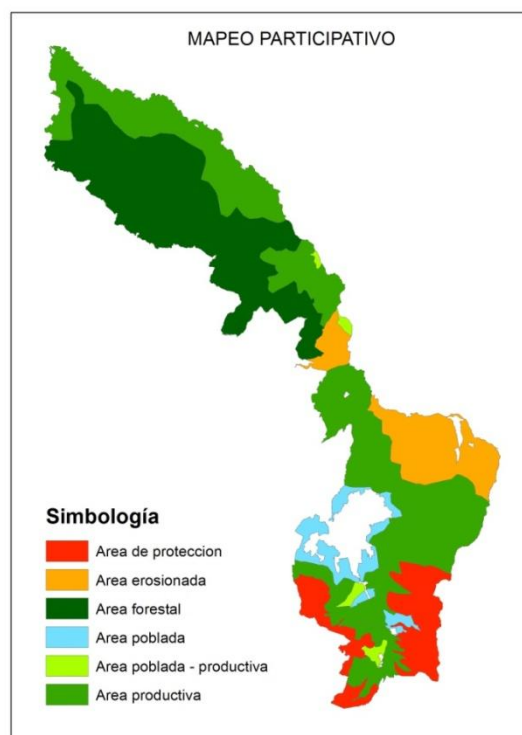 MAPEO PARTICIPATIVO
Simbología
Area de proteccion
Area erosionada
Area forestal
Area poblada
Area poblada - productiva
Area productiva